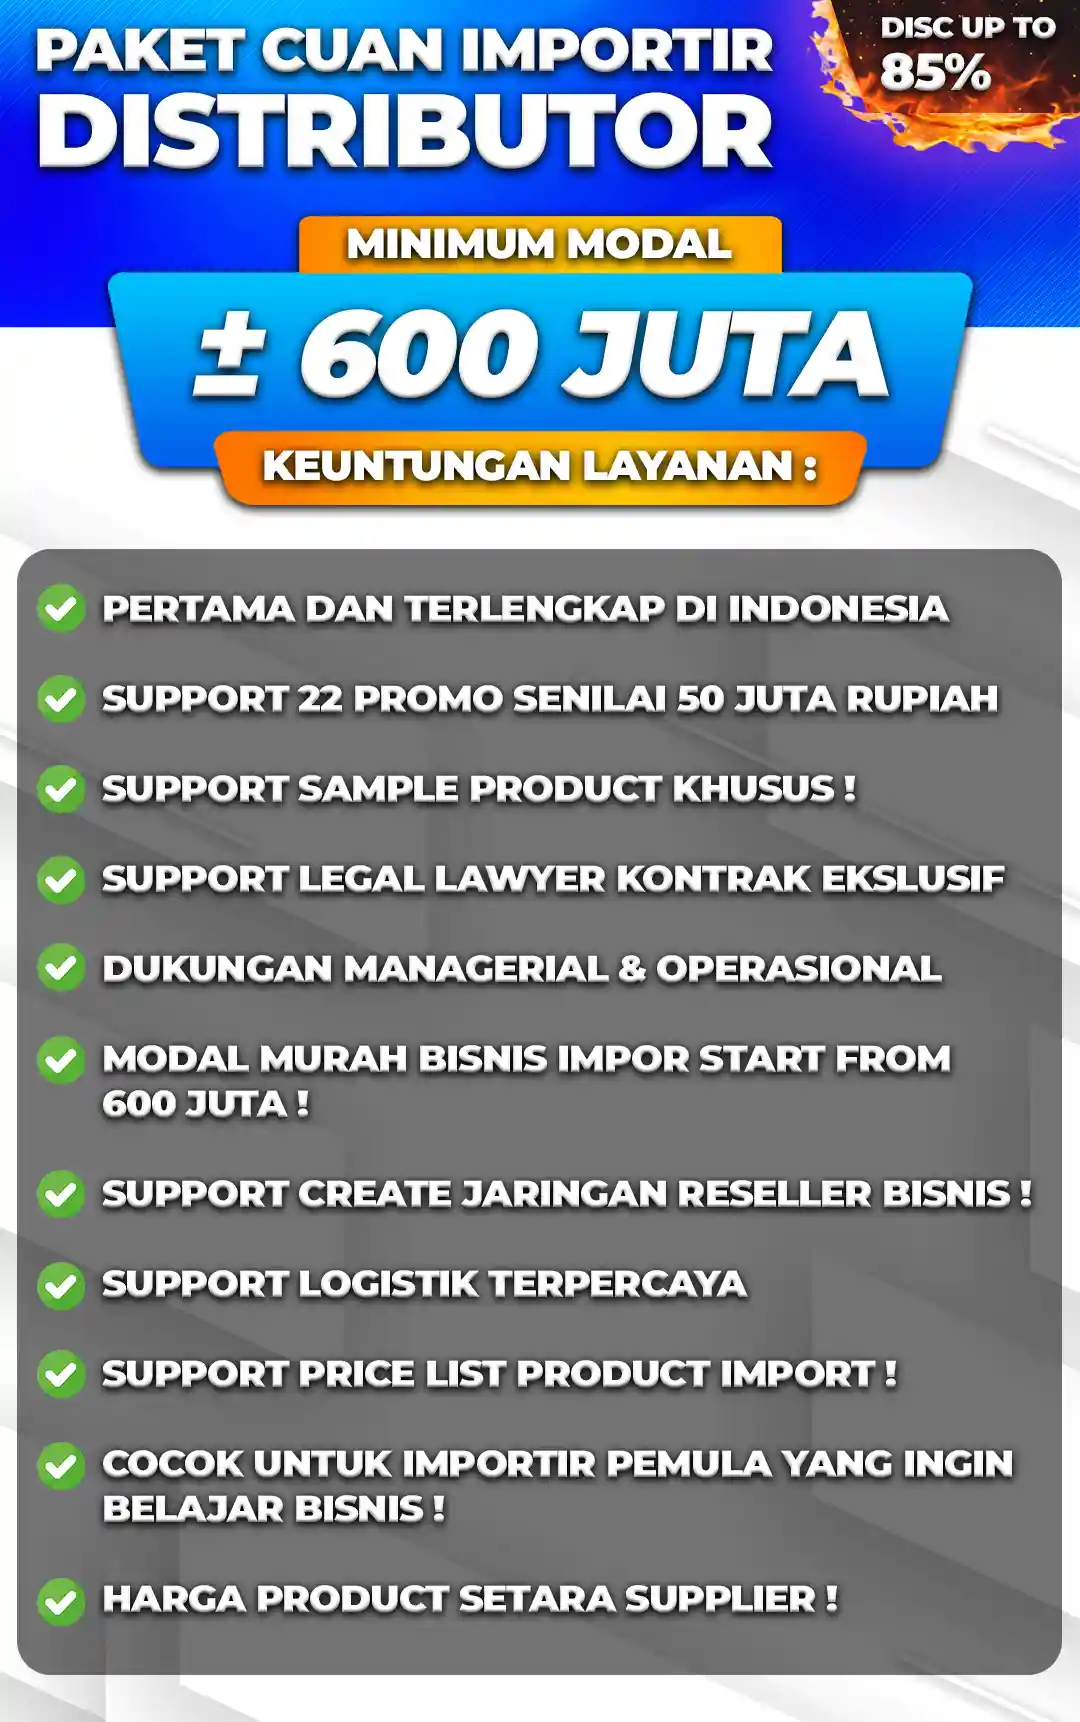 PAKET CUAN IMPORTIR
DISTRIBUTOR
DISC UP TO
85%
MINIMUM MODAL
± 600 JUTA
KEUNTUNGAN LAYANAN :
PERTAMA DAN TERLENGKAP DI INDONESIA
SUPPORT 22 PROMO SENILAI 50 JUTA RUPIAH
SUPPORT SAMPLE PRODUCT KHUSUS !
SUPPORT LEGAL LAWYER KONTRAK EKSLUSIF
DUKUNGAN MANAGERIAL & OPERASIONAL
MODAL MURAH BISNIS IMPOR START FROM
600 JUTA !
SUPPORT CREATE JARINGAN RESELLER BISNIS !
SUPPORT LOGISTIK TERPERCAYA
SUPPORT PRICE LIST PRODUCT IMPORT !
COCOK UNTUK IMPORTIR PEMULA YANG INGIN
BELAJAR BISNIS !
HARGA PRODUCT SETARA SUPPLIER !